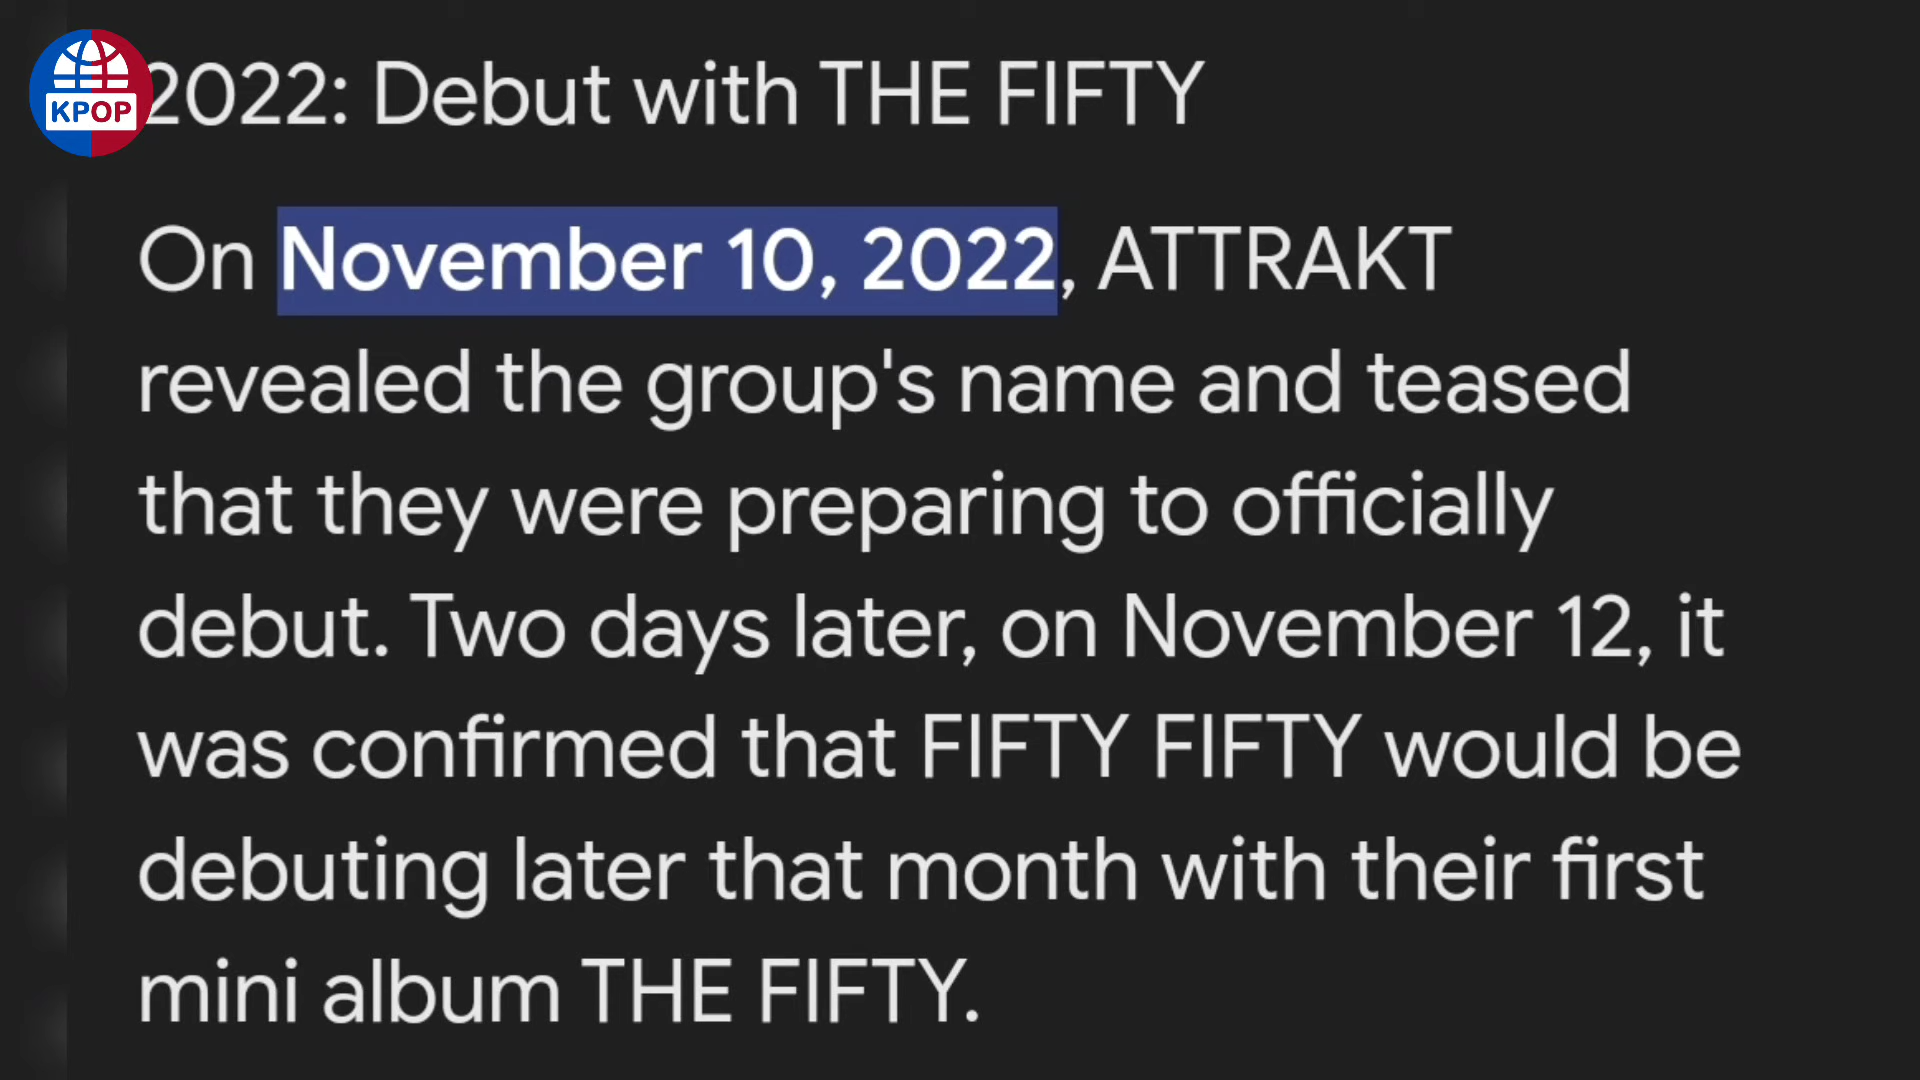 KPOP
2022: Debut with THE FIFTY
On November 10, 2022, ATTRAKT
revealed the group's name and teased
that they were preparing to officially
debut. Two days later, on November 12, it
was confirmed that FIFTY FIFTY would be
debuting later that month with their first
mini album THE FIFTY.